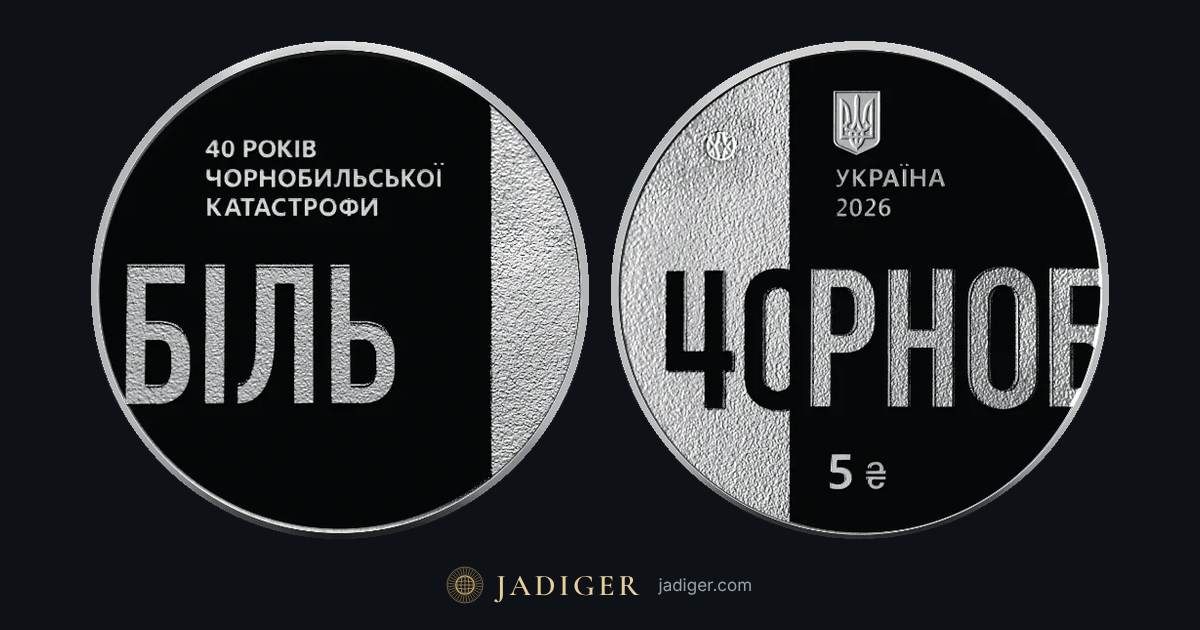 40 РОКІВ
ЧОРНОБИЛЬСЬКОЇ
КАТАСТРОФИ
БІЛЬ
УКРАЇНА
2026
ЧОРНОБ
5 ₴
JADIGER jadiger.com